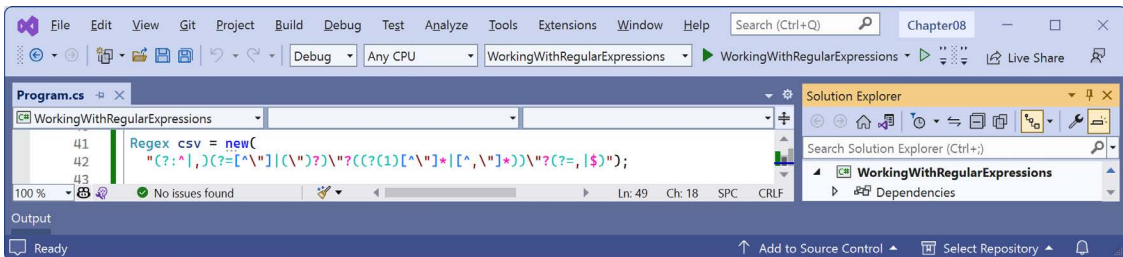 File Edit View Git Project Build Debug Test Analyze Tools Extensions Window Help Search (Ctrl+Q) Chapter08
Debug Any CPU WorkingWithRegularExpressions WorkingWithRegularExpressions Live Share
Program.cs
Solution Explorer
WorkingWithRegularExpressions
41 Regex csv = new(
Search Solution Explorer (Ctrl+;)
42 "(?:^|,)(?=[^\"]|(\")?)\"?((?(1)[^\"]*|[^,\"]*))\"?(?=,|$)");
WorkingWithRegularExpressions
43
100 % No issues found Ln: 49 Ch: 18 SPC CRLF
Dependencies
Output
Ready Add to Source Control Select Repository